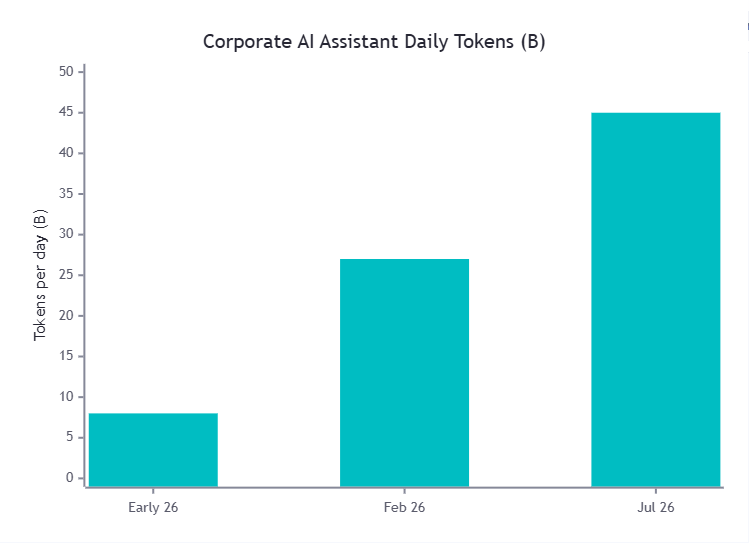 Corporate AI Assistant Daily Tokens (B)
50
45
40
35
30
25
20
15
10
5
0
Tokens per day (B)
Early 26
Feb 26
Jul 26